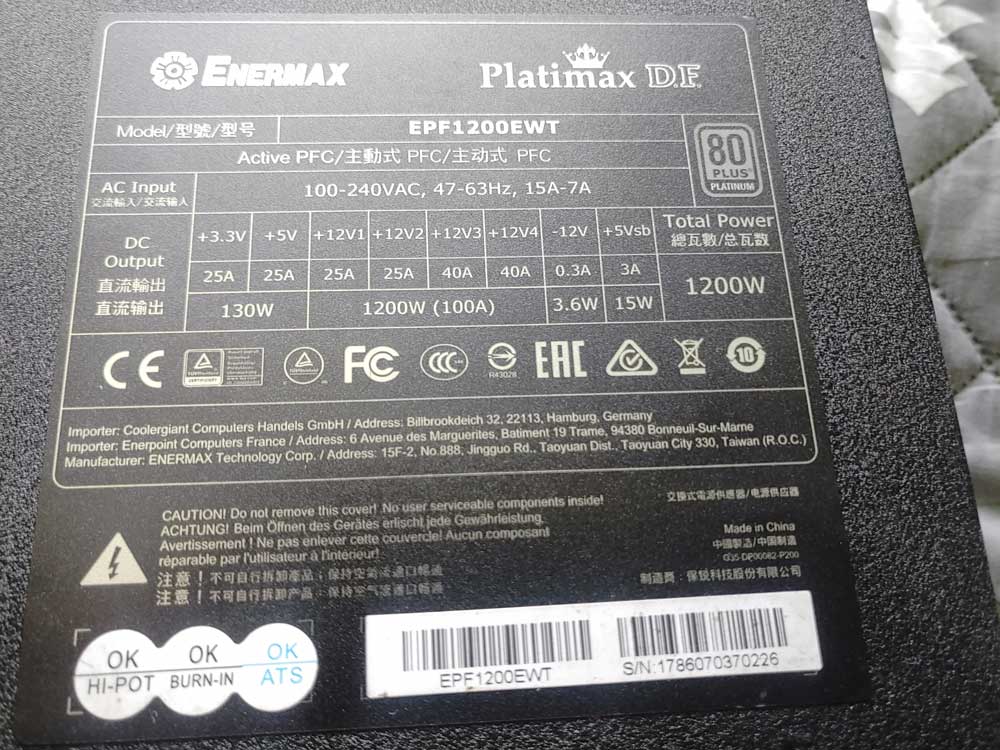 ENERMAX
Platimax D.F.
Model/型號/型号 EPF1200EWT
Active PFC/主動式 PFC/主动式 PFC
80
PLUS
PLATINUM
AC Input 100-240VAC, 47-63Hz, 15A-7A
交流輸入/交流输入
DC Output 直流輸出 直流输出
+3.3V +5V +12V1 +12V2 +12V3 +12V4 -12V +5Vsb
Total Power
總瓦數/总瓦数
25A 25A 25A 25A 40A 40A 0.3A 3A
1200W
130W 1200W (100A) 3.6W 15W
CE
FC
CCC
R43028
EAC
10
Importer: Coolergiant Computers Handels GmbH / Address: Billbrookdeich 32, 22113, Hamburg, Germany
Importer: Enerpoint Computers France / Address: 6 Avenue des Marguerites, Batiment 19 Trame, 94380 Bonneuil-Sur-Marne
Manufacturer: ENERMAX Technology Corp. / Address: 15F-2, No.888, Jingguo Rd., Taoyuan Dist., Taoyuan City 330, Taiwan (R.O.C.)
CAUTION! Do not remove this cover! No user serviceable components inside!
ACHTUNG! Beim Öffnen des Gerätes erlischt jede Gewährleistung.
Avertissement ! Ne pas enlever cette couvercle! Aucun composant
réparable par l'utilisateur à l'intérieur!
注意！不可自行拆卸產品；保持空氣流通口暢通
注意！不可自行拆卸产品；保持空气流通口畅通
交換式電源供應器/电源供应器
Made in China
中國製造/中国制造
G35-DP00082-P200
制造商：保锐科技股份有限公司
OK
HI-POT
OK
BURN-IN
OK
ATS
EPF1200EWT
S/N:1786070370226